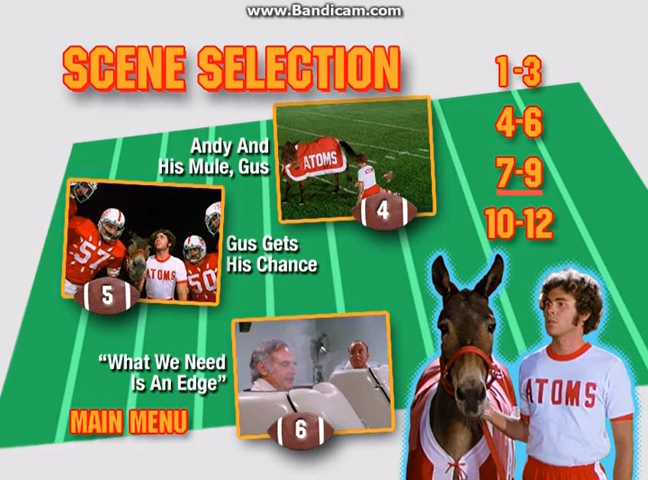 www.Bandicam.com
SCENE SELECTION
1-3
4-6
7-9
10-12
Andy And
His Mule, Gus
ATOMS
4
57
ATOMS
50
5
Gus Gets
His Chance
"What We Need
Is An Edge"
6
MAIN MENU
ATOMS